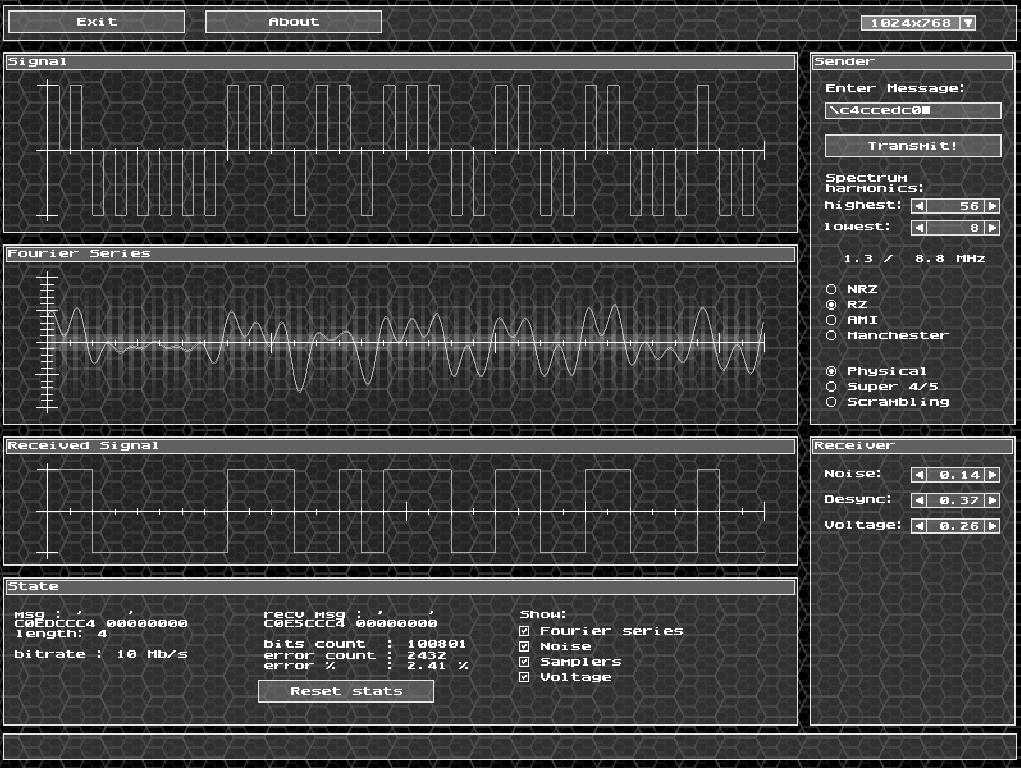 Exit About 1024x768
Signal
Fourier Series
Received Signal
State
msg : ' '
C0EDCCC4 00000000
length: 4
bitrate : 10 Mb/s
recv msg : ' '
C0E5CCC4 00000000
bits count : 100801
error count : 2432
error % : 2.41 %
Reset stats
Show:
Fourier series
Noise
Samplers
Voltage
Sender
Enter Message:
\c4ccedc0
Transmit!
Spectrum
harmonics:
highest: 56
lowest: 8
1.3 / 8.8 MHz
NRZ
RZ
AMI
Manchester
Physical
Super 4/5
Scrambling
Receiver
Noise: 0.14
Desync: 0.37
Voltage: 0.26